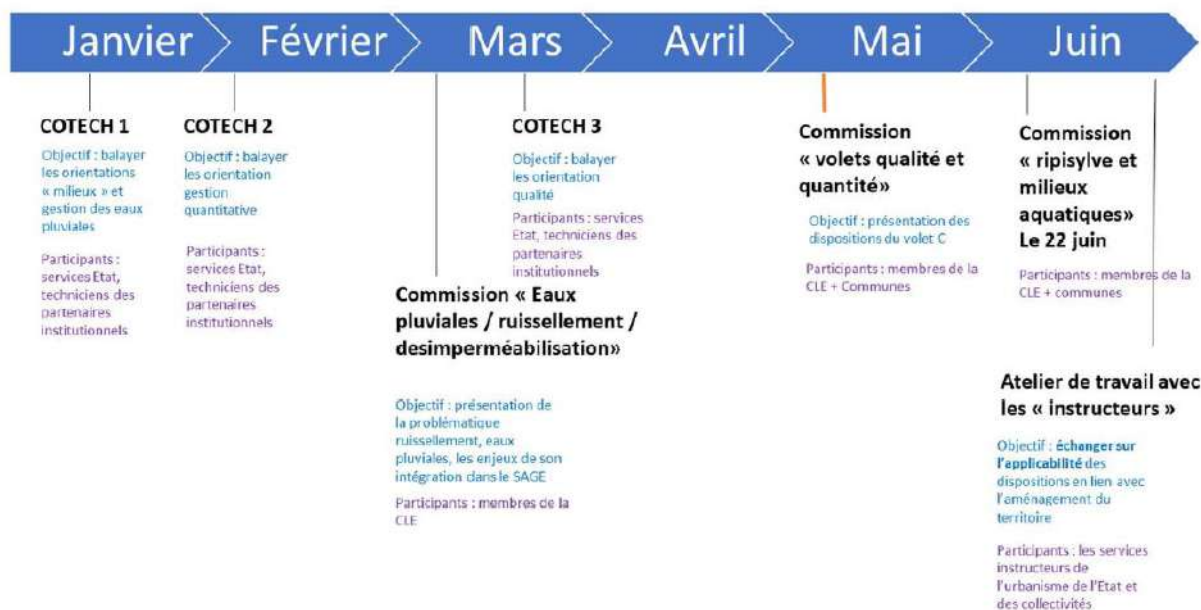 Janvier
Février
Mars
Avril
Mai
Juin
COTECH 1
Objectif : balayer
les orientations
« milieux » et
gestion des eaux
pluviales
Participants :
services Etat,
techniciens des
partenaires
institutionnels
COTECH 2
Objectif : balayer
les orientation
gestion
quantitative
Participants :
services Etat,
techniciens des
partenaires
institutionnels
Commission « Eaux
pluviales / ruissellement /
desimperméabilisation»
Objectif : présentation de
la problématique
ruissellement, eaux
pluviales, les enjeux de son
intégration dans le SAGE
Participants : membres de la
CLE
COTECH 3
Objectif : balayer
les orientation
qualité
Participants : services
Etat, techniciens des
partenaires
institutionnels
Commission
« volets qualité et
quantité»
Objectif : présentation des
dispositions du volet C
Participants : membres de la
CLE + Communes
Commission
« ripisylve et
milieux
aquatiques»
Le 22 juin
Participants : membres de la
CLE + communes
Atelier de travail avec
les « instructeurs »
Objectif : échanger sur
l'applicabilité des
dispositions en lien avec
l'aménagement du
territoire
Participants : les services
instructeurs de
l'urbanisme de l'Etat et
des collectivités